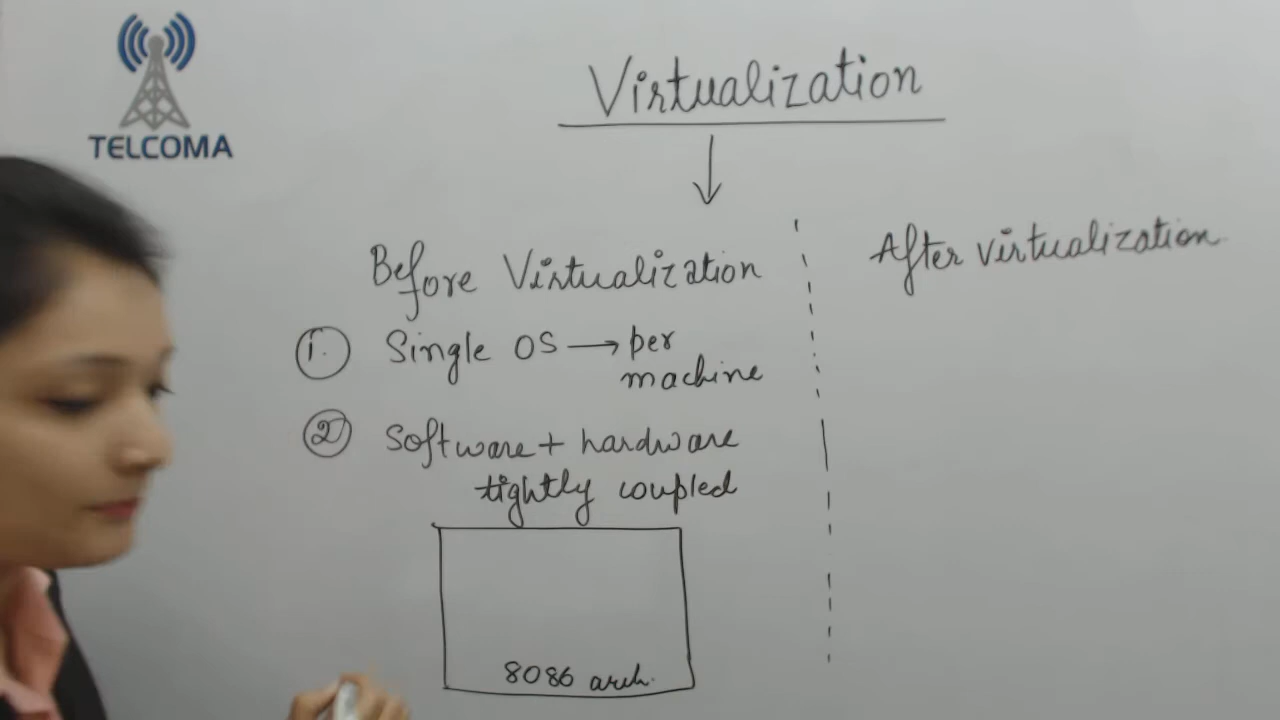 TELCOMA
Virtualization
Before Virtualization
1. Single OS → per
machine
2 Software + hardware
tightly coupled
8086 arch.
After virtualization